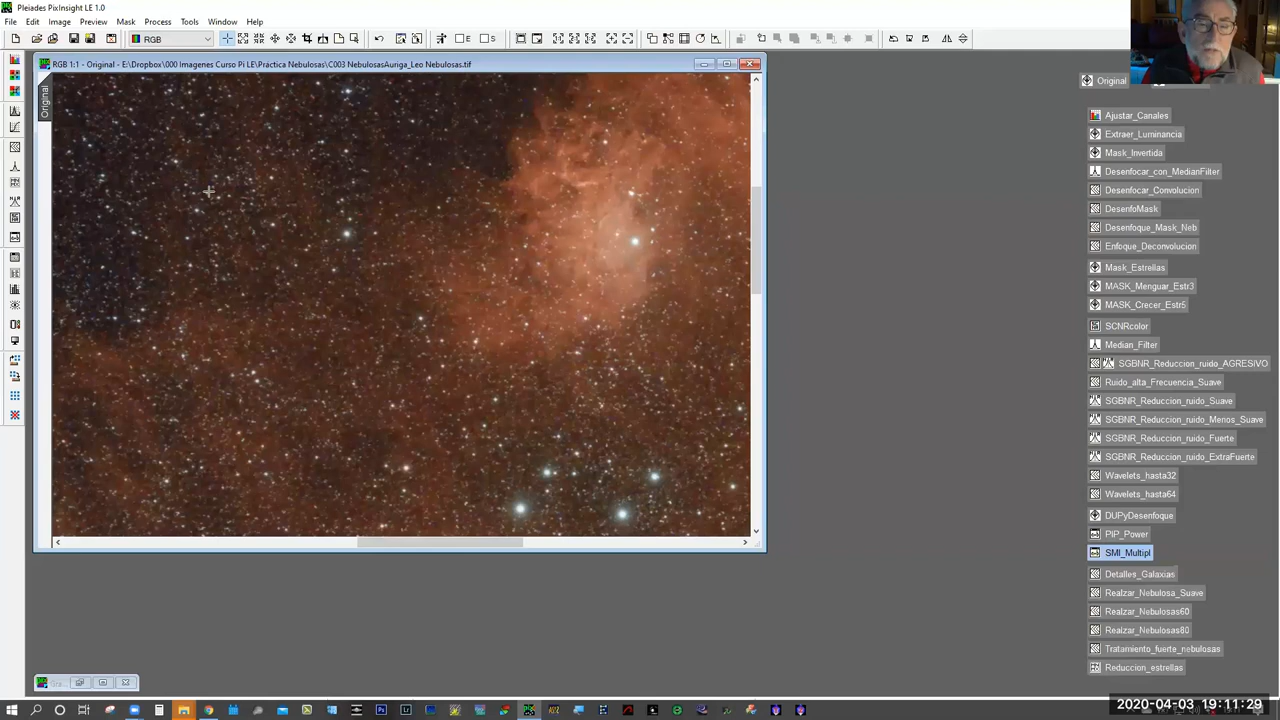 Pleiades PixInsight LE 1.0
File Edit Image Preview Mask Process Tools Window Help
RGB E S
RGB 1:1 - Original - E:\Dropbox\000 Imagenes Curso Pi LE\Practica Nebulosas\C003 NebulosasAuriga_Leo Nebulosas.tif
Original
Original
Ajustar_Canales
Extraer_Luminancia
Mask_Invertida
Desenfocar_con_MedianFilter
Desenfocar_Convolucion
DesenfoMask
Desenfoque_Mask_Neb
Enfoque_Deconvolucion
Mask_Estrellas
MASK_Menguar_Estr3
MASK_Crecer_Estr5
SCNRcolor
Median_Filter
SGBNR_Reduccion_ruido_AGRESIVO
Ruido_alta_Frecuencia_Suave
SGBNR_Reduccion_ruido_Suave
SGBNR_Reduccion_ruido_Menos_Suave
SGBNR_Reduccion_ruido_Fuerte
SGBNR_Reduccion_ruido_ExtraFuerte
Wavelets_hasta32
Wavelets_hasta64
DUPyDesenfoque
PIP_Power
SMI_Multipl
Detalles_Galaxias
Realzar_Nebulosa_Suave
Realzar_Nebulosas60
Realzar_Nebulosas80
Tratamiento_fuerte_nebulosas
Reduccion_estrellas
2020-04-03 19:11:29